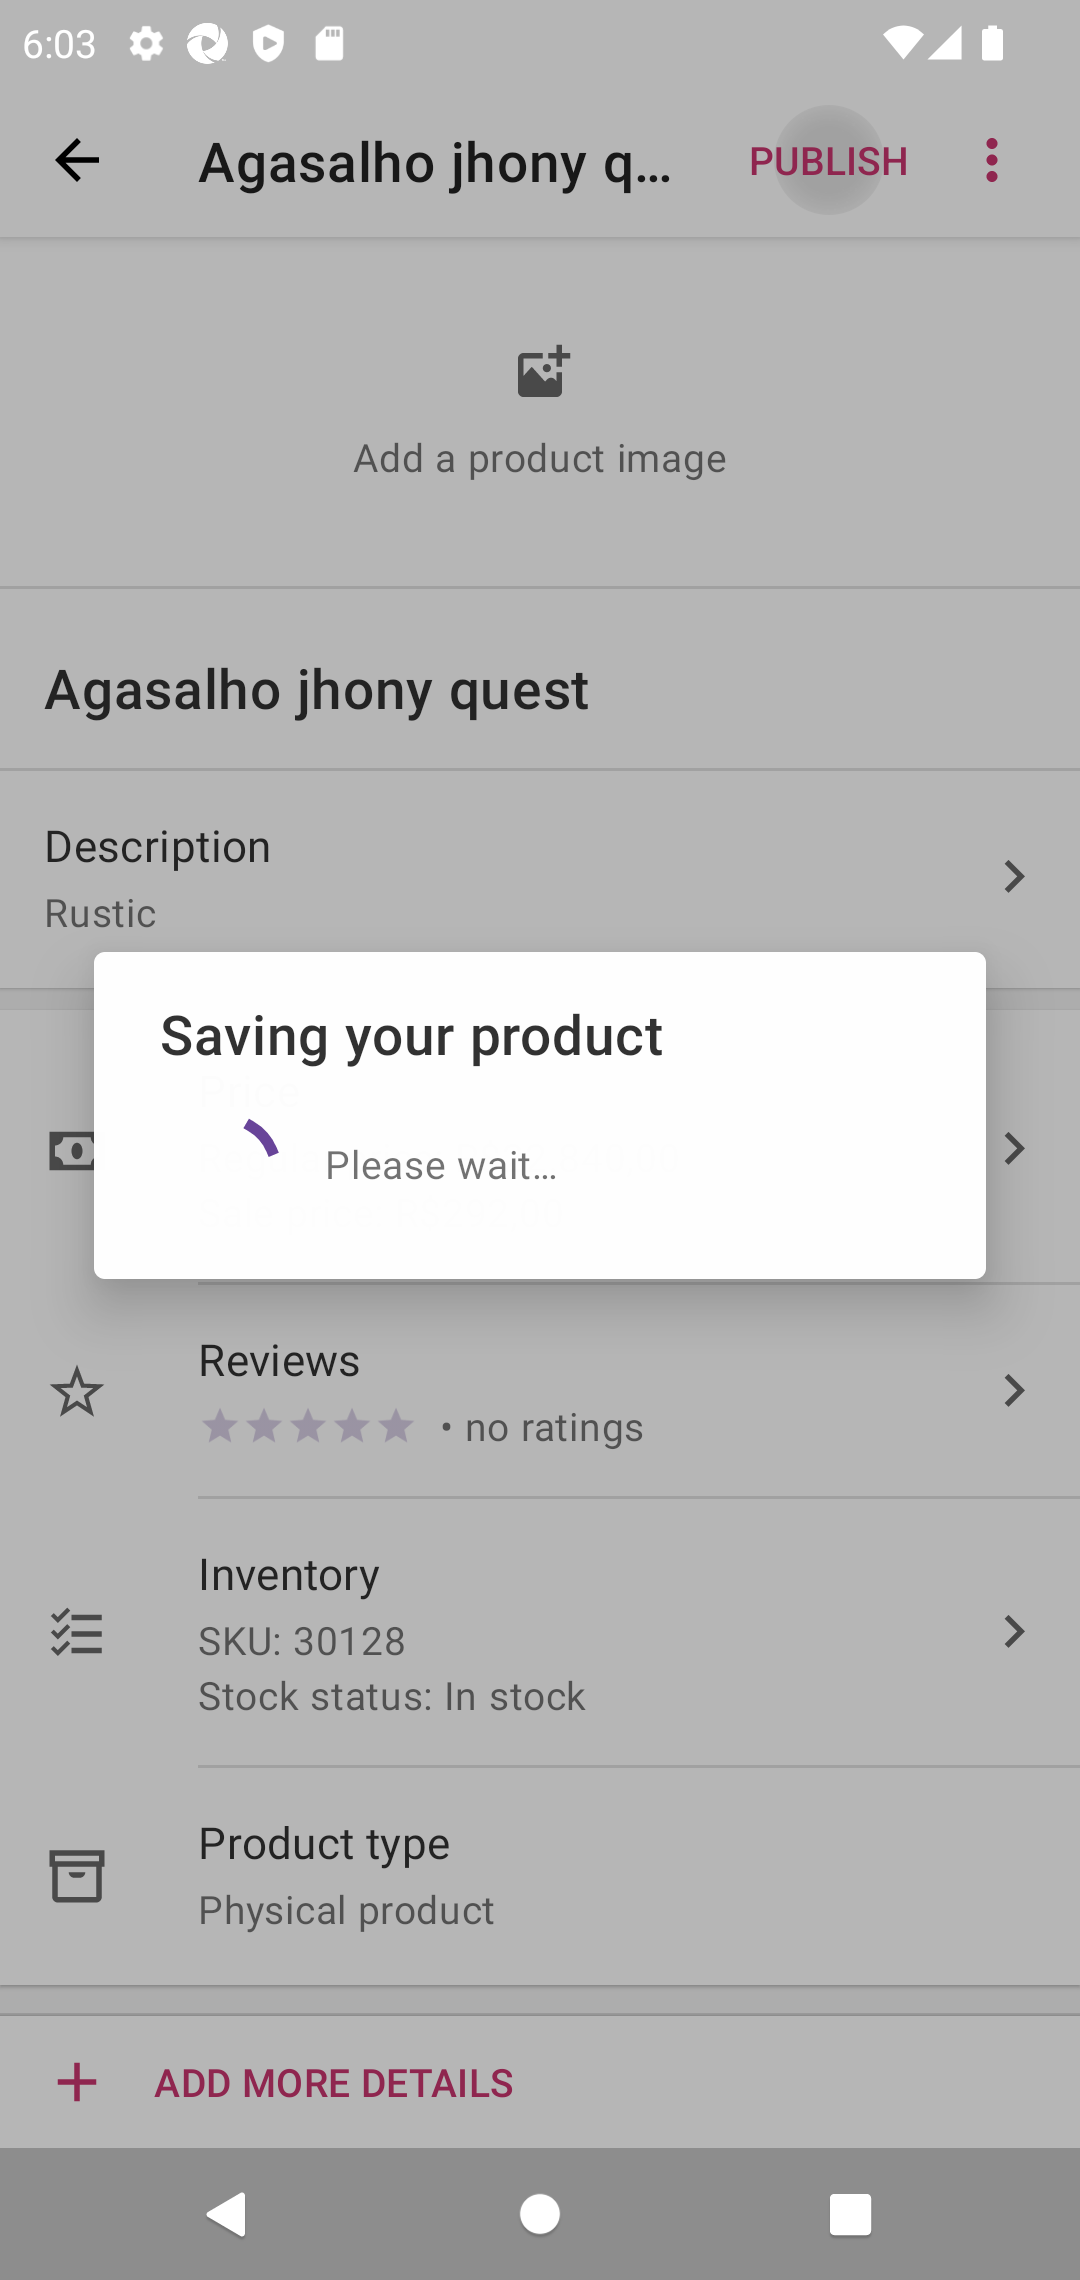 6:03
Agasalho jhony q...
PUBLISH
Add a product image
Agasalho jhony quest
Description
Rustic
Saving your product
Price
Please wait...
Reviews
• no ratings
Inventory
SKU: 30128
Stock status: In stock
Product type
Physical product
ADD MORE DETAILS